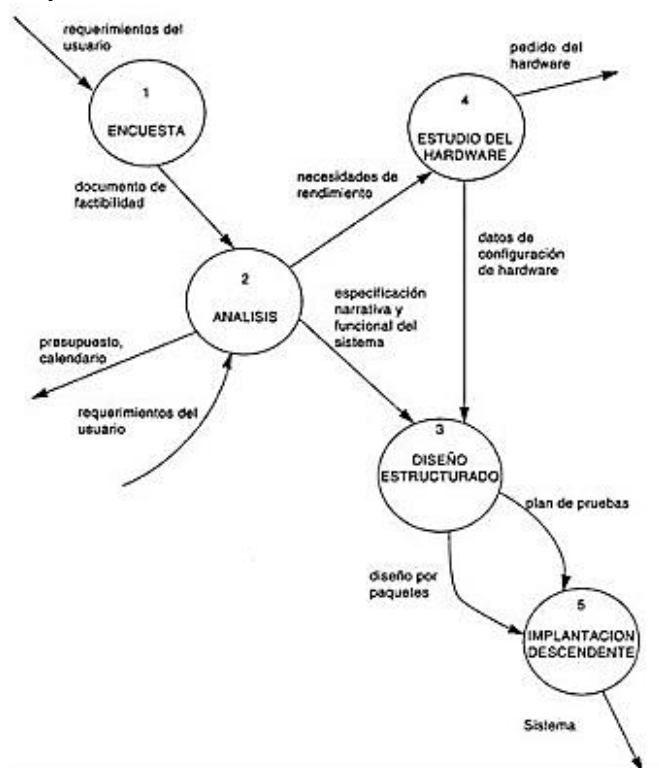 requerimientos del
usuario
1
ENCUESTA
pedido del
hardware
4
ESTUDIO DEL
HARDWARE
documento de
factibilidad
necesidades de
rendimiento
datos de
configuración
de hardware
2
ANALISIS
especificación
narrativa y
funcional del
sistema
presupuesto,
calendario
requerimientos del
usuario
3
DISEÑO
ESTRUCTURADO
plan de pruebas
diseño por
paqueles
5
IMPLANTACION
DESCENDENTE
Sistema